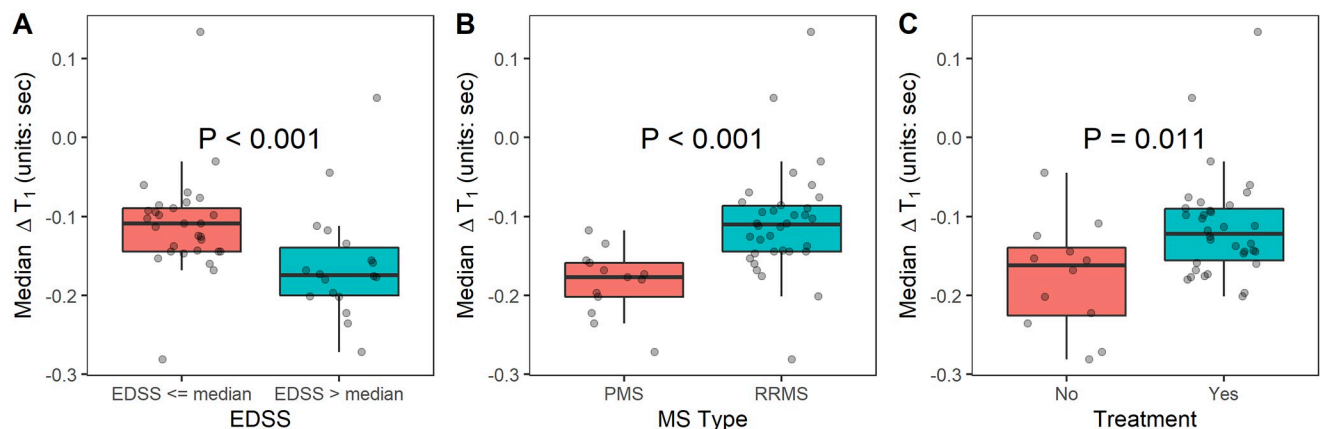 A
Median Δ T1 (units: sec)
0.1
0.0
-0.1
-0.2
-0.3
P < 0.001
EDSS <= median
EDSS > median
EDSS
B
Median Δ T1 (units: sec)
0.1
0.0
-0.1
-0.2
-0.3
P < 0.001
PMS
RRMS
MS Type
C
Median Δ T1 (units: sec)
0.1
0.0
-0.1
-0.2
-0.3
P = 0.011
No
Yes
Treatment